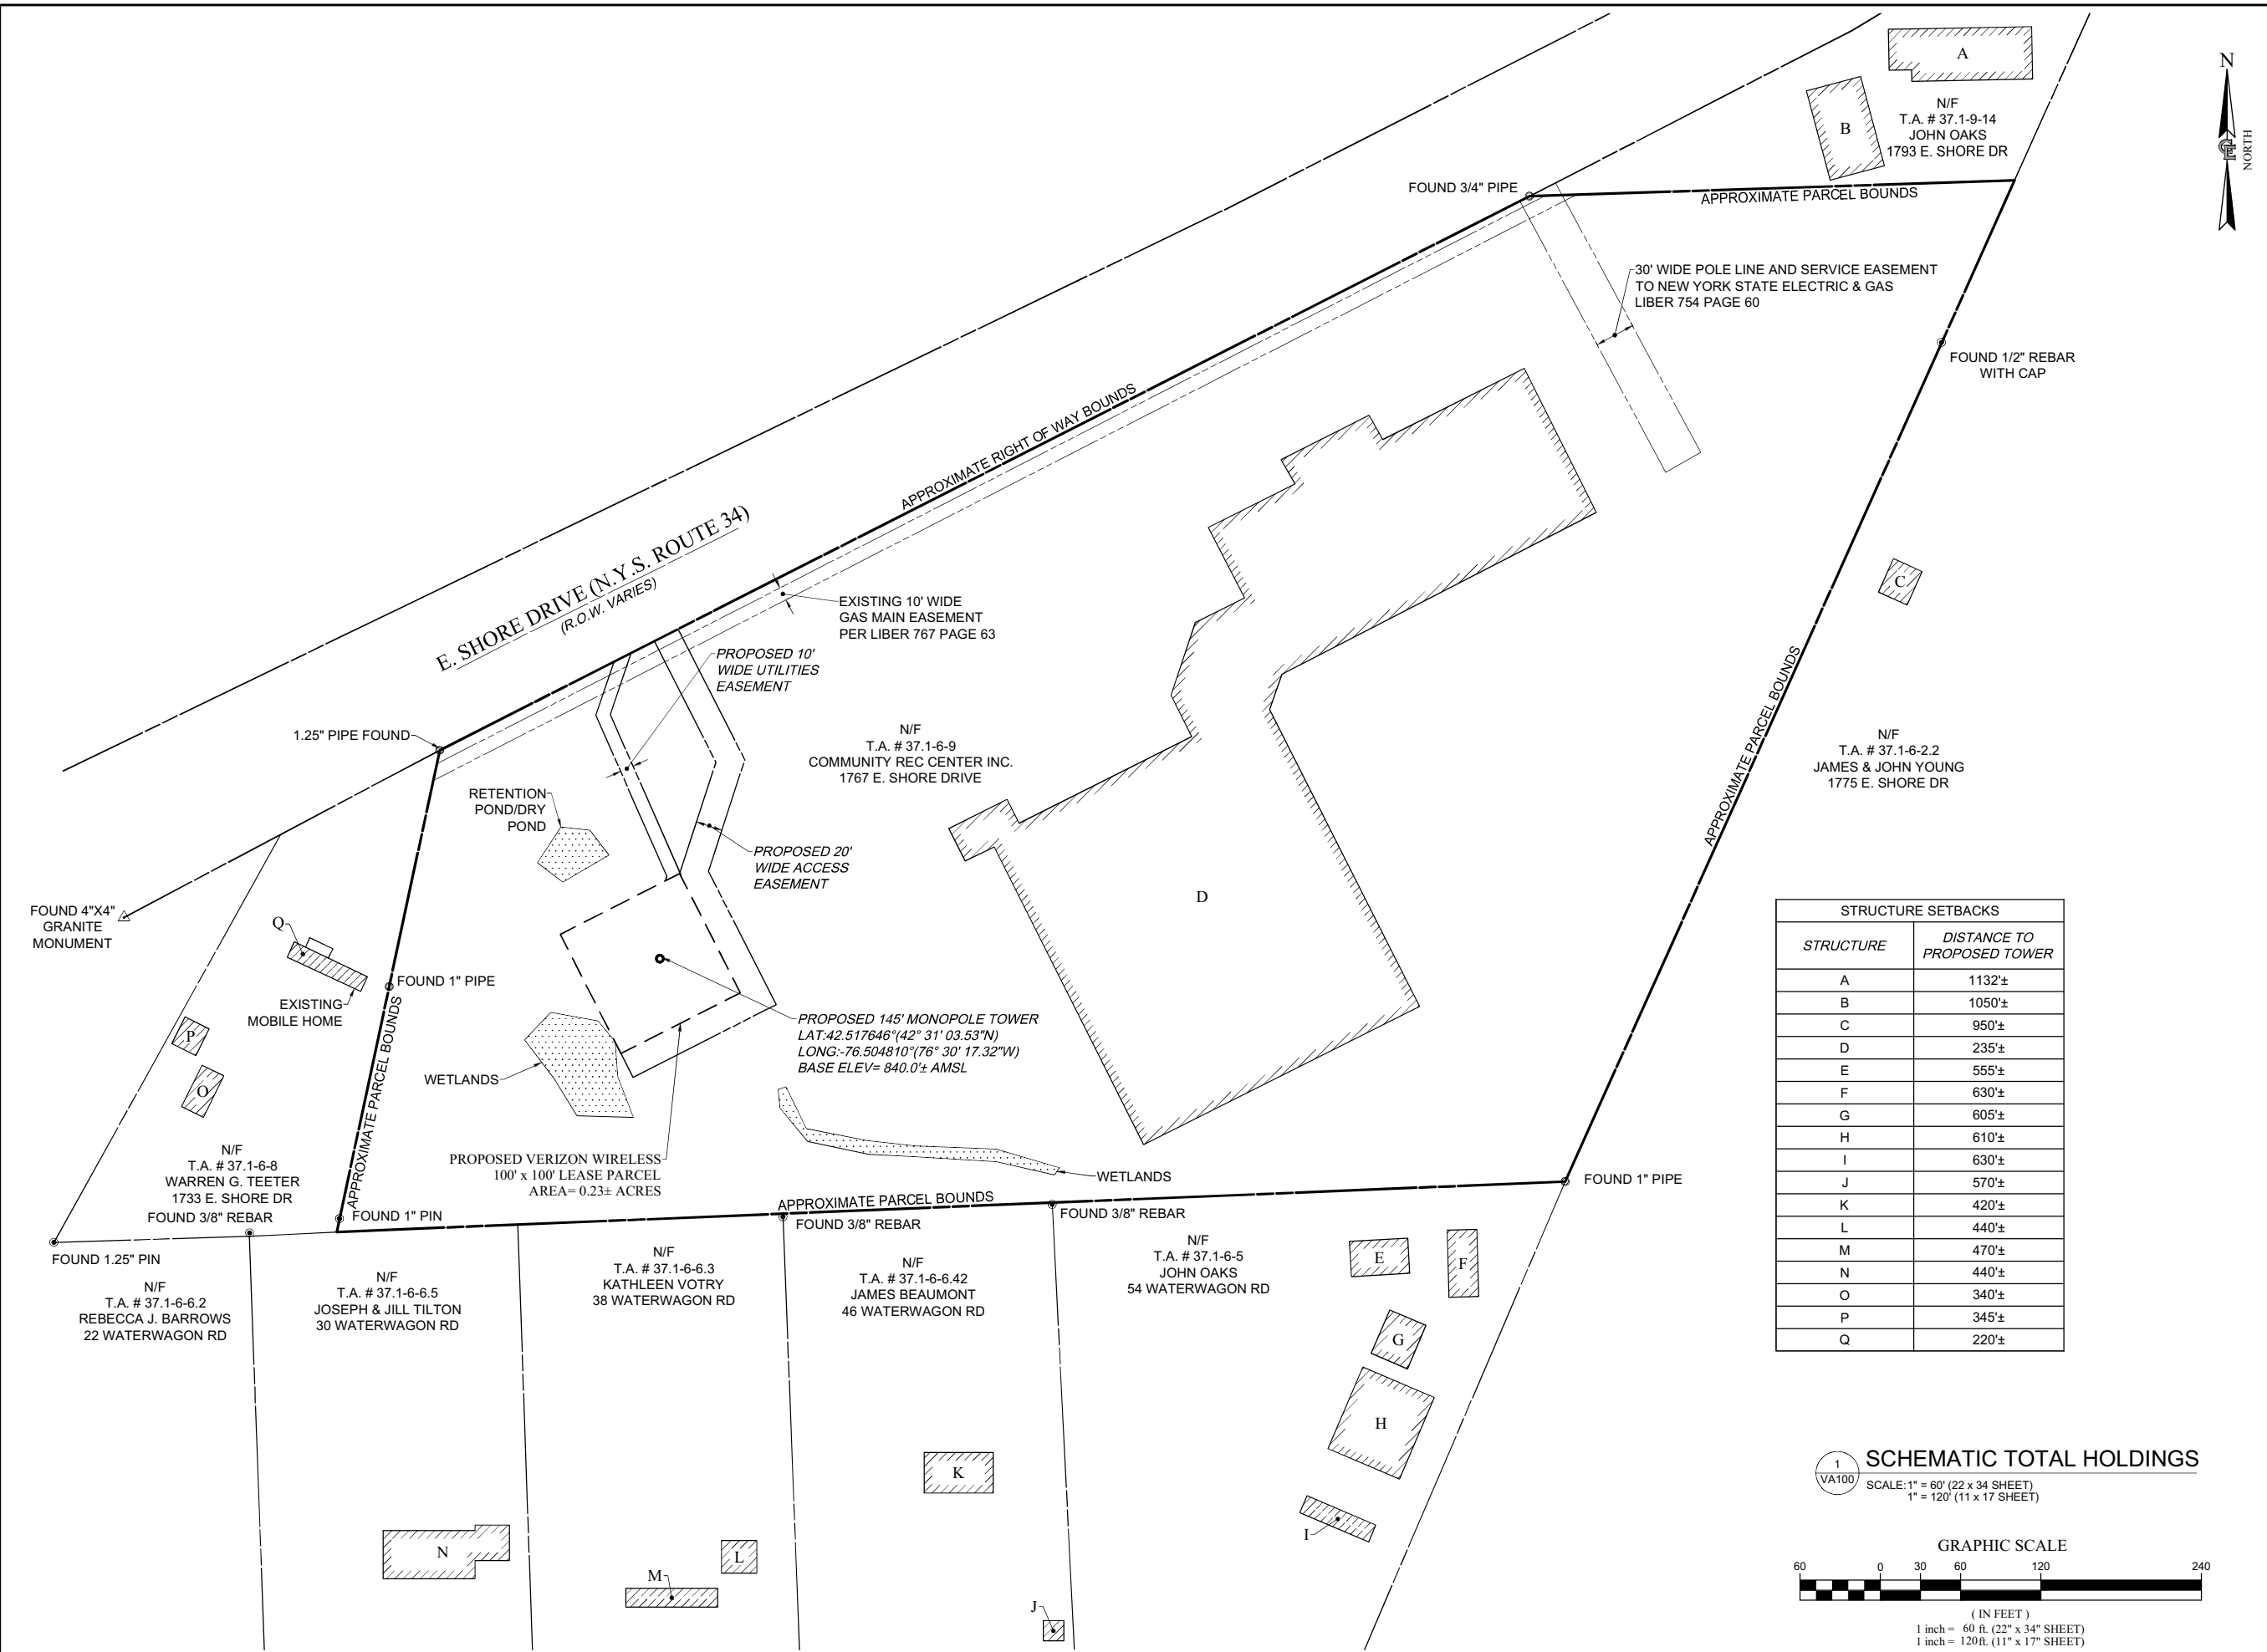 A
B
N/F
T.A. # 37.1-9-14
JOHN OAKS
1793 E. SHORE DR
N
NORTH
FOUND 3/4" PIPE
APPROXIMATE PARCEL BOUNDS
30' WIDE POLE LINE AND SERVICE EASEMENT
TO NEW YORK STATE ELECTRIC & GAS
LIBER 754 PAGE 60
FOUND 1/2" REBAR
WITH CAP
APPROXIMATE RIGHT OF WAY BOUNDS
E. SHORE DRIVE (N.Y.S. ROUTE 34)
(R.O.W. VARIES)
EXISTING 10' WIDE
GAS MAIN EASEMENT
PER LIBER 767 PAGE 63
C
PROPOSED 10'
WIDE UTILITIES
EASEMENT
1.25" PIPE FOUND
N/F
T.A. # 37.1-6-9
COMMUNITY REC CENTER INC.
1767 E. SHORE DRIVE
APPROXIMATE PARCEL BOUNDS
N/F
T.A. # 37.1-6-2.2
JAMES & JOHN YOUNG
1775 E. SHORE DR
RETENTION
POND/DRY
POND
PROPOSED 20'
WIDE ACCESS
EASEMENT
D
FOUND 4"X4"
GRANITE
MONUMENT
Q
EXISTING
MOBILE HOME
FOUND 1" PIPE
P
O
APPROXIMATE PARCEL BOUNDS
WETLANDS
PROPOSED 145' MONOPOLE TOWER
LAT:42.517646°(42° 31' 03.53"N)
LONG:-76.504810°(76° 30' 17.32"W)
BASE ELEV= 840.0'± AMSL
PROPOSED VERIZON WIRELESS
100' x 100' LEASE PARCEL
AREA= 0.23± ACRES
WETLANDS
N/F
T.A. # 37.1-6-8
WARREN G. TEETER
1733 E. SHORE DR
FOUND 3/8" REBAR
FOUND 1" PIN
APPROXIMATE PARCEL BOUNDS
FOUND 3/8" REBAR
FOUND 3/8" REBAR
FOUND 1" PIPE
FOUND 1.25" PIN
N/F
T.A. # 37.1-6-6.2
REBECCA J. BARROWS
22 WATERWAGON RD
N/F
T.A. # 37.1-6-6.5
JOSEPH & JILL TILTON
30 WATERWAGON RD
N/F
T.A. # 37.1-6-6.3
KATHLEEN VOTRY
38 WATERWAGON RD
N/F
T.A. # 37.1-6-6.42
JAMES BEAUMONT
46 WATERWAGON RD
N/F
T.A. # 37.1-6-5
JOHN OAKS
54 WATERWAGON RD
E
F
G
H
I
J
K
L
M
N
STRUCTURE SETBACKS
STRUCTURE DISTANCE TO PROPOSED TOWER
A 1132'±
B 1050'±
C 950'±
D 235'±
E 555'±
F 630'±
G 605'±
H 610'±
I 630'±
J 570'±
K 420'±
L 440'±
M 470'±
N 440'±
O 340'±
P 345'±
Q 220'±
1
VA100
SCHEMATIC TOTAL HOLDINGS
SCALE: 1" = 60' (22 x 34 SHEET)
1" = 120' (11 x 17 SHEET)
GRAPHIC SCALE
60 0 30 60 120 240
( IN FEET )
1 inch = 60 ft. (22" x 34" SHEET)
1 inch = 120ft. (11" x 17" SHEET)